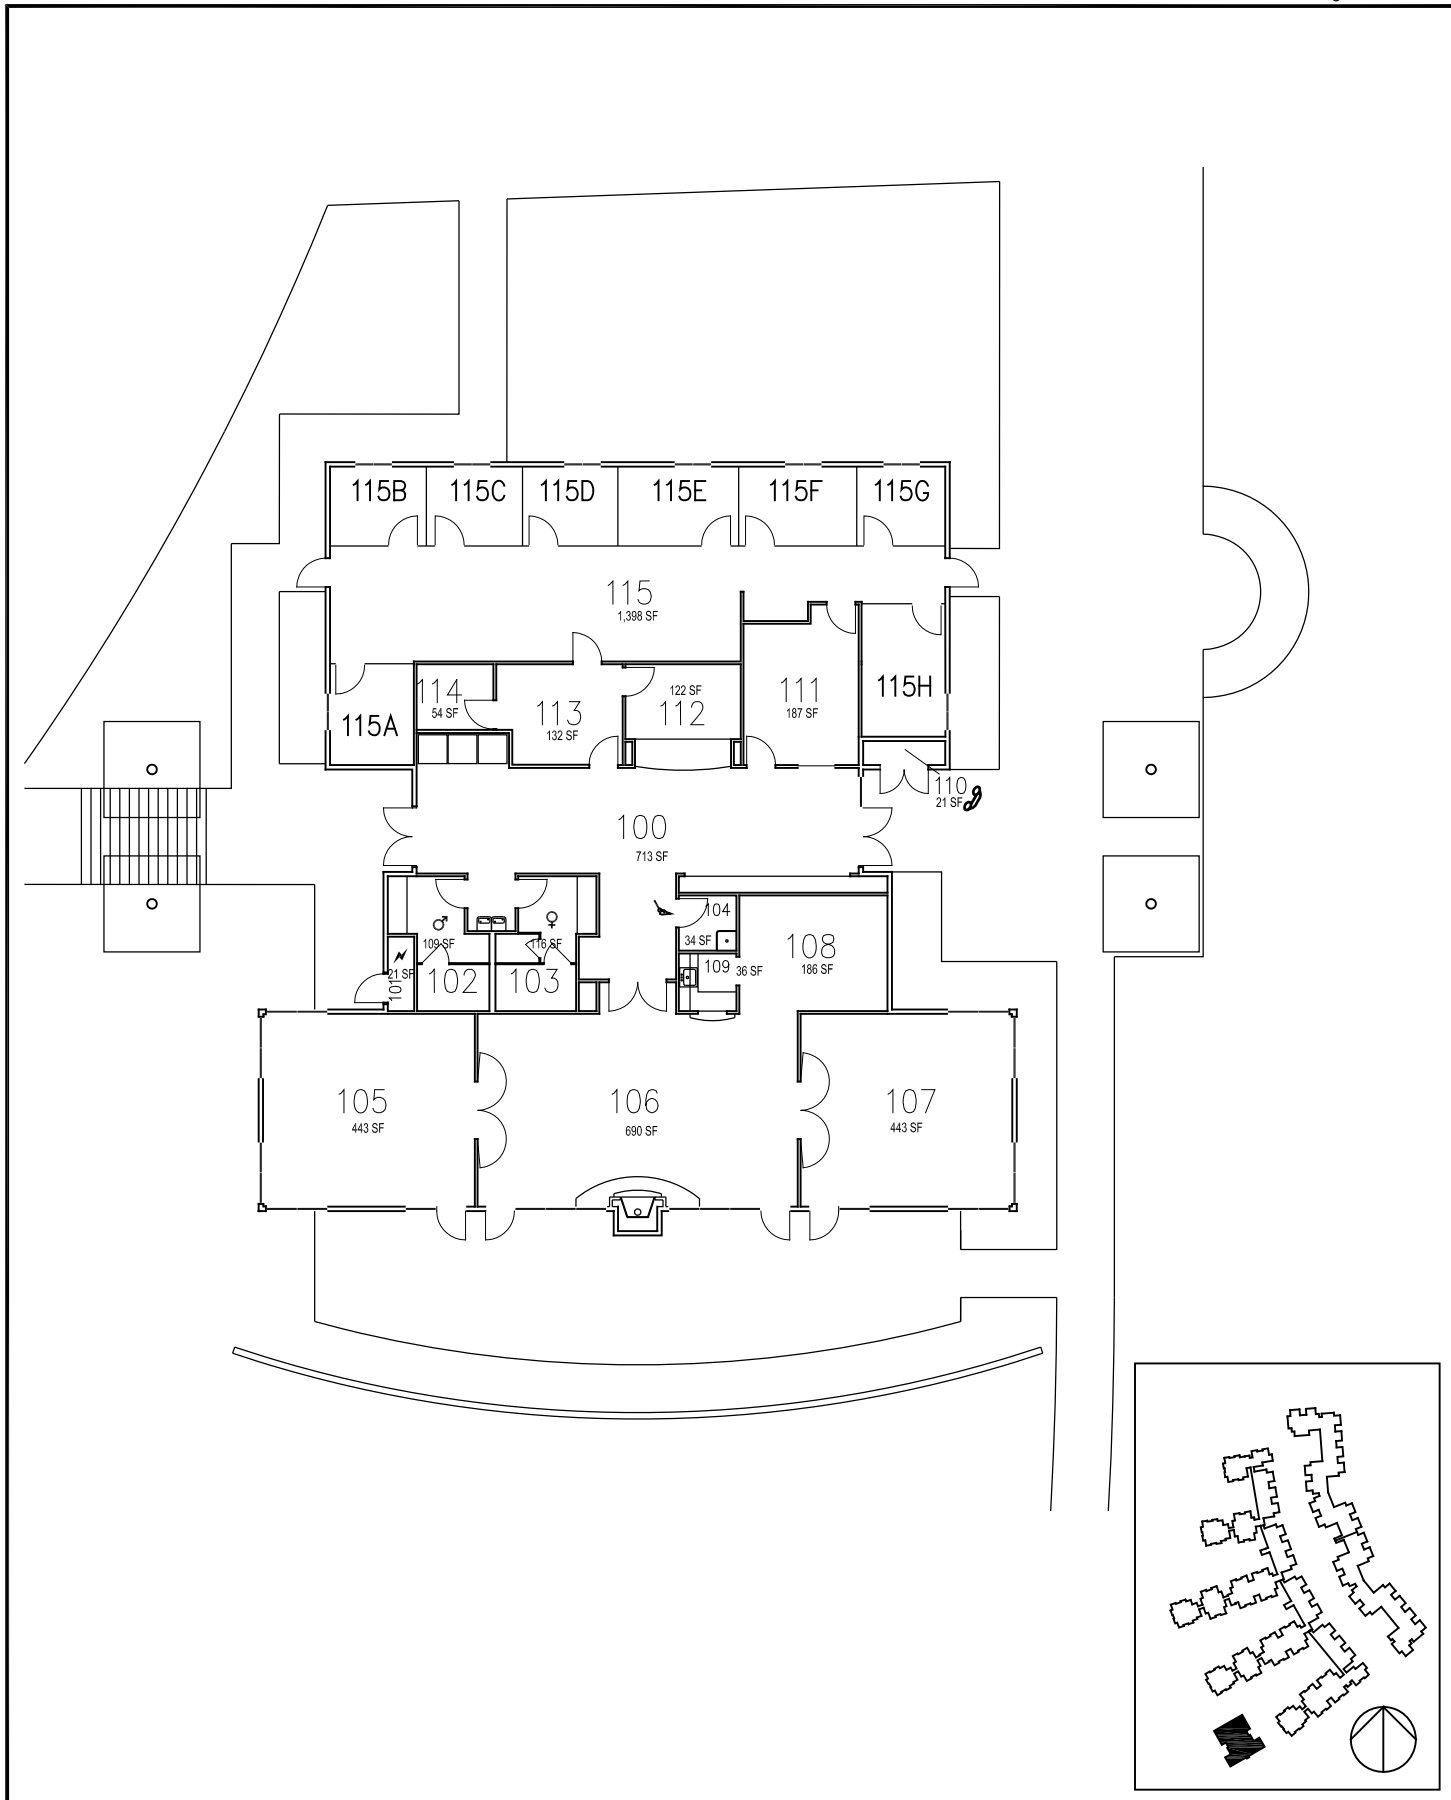 115B 115C 115D 115E 115F 115G
115
1,398 SF
115A
114
54 SF
113
132 SF
122 SF
112
111
187 SF
115H
110
21 SF
100
713 SF
♂
109 SF
102
♀
116 SF
103
21 SF
101
104
34 SF
109
36 SF
108
186 SF
105
443 SF
106
690 SF
107
443 SF